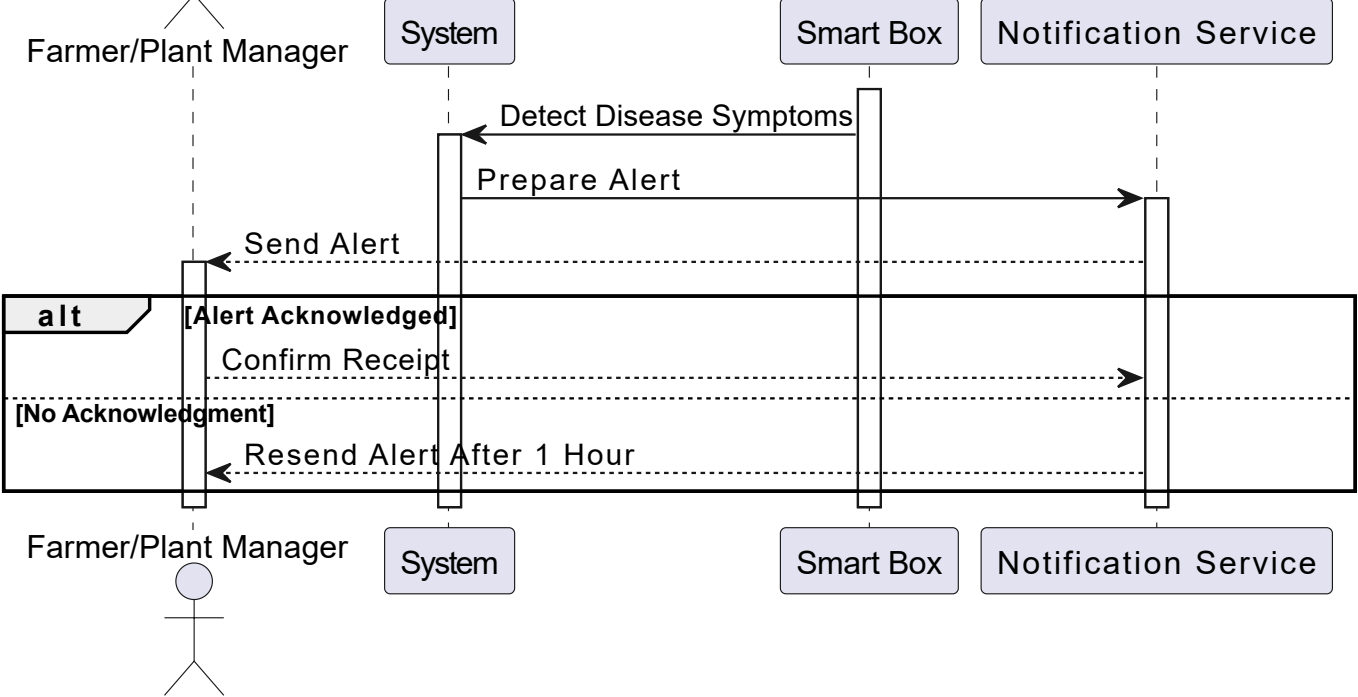 Farmer/Plant Manager
System
Smart Box
Notification Service
Detect Disease Symptoms
Prepare Alert
Send Alert
alt
[Alert Acknowledged]
Confirm Receipt
[No Acknowledgment]
Resend Alert After 1 Hour
Farmer/Plant Manager
System
Smart Box
Notification Service